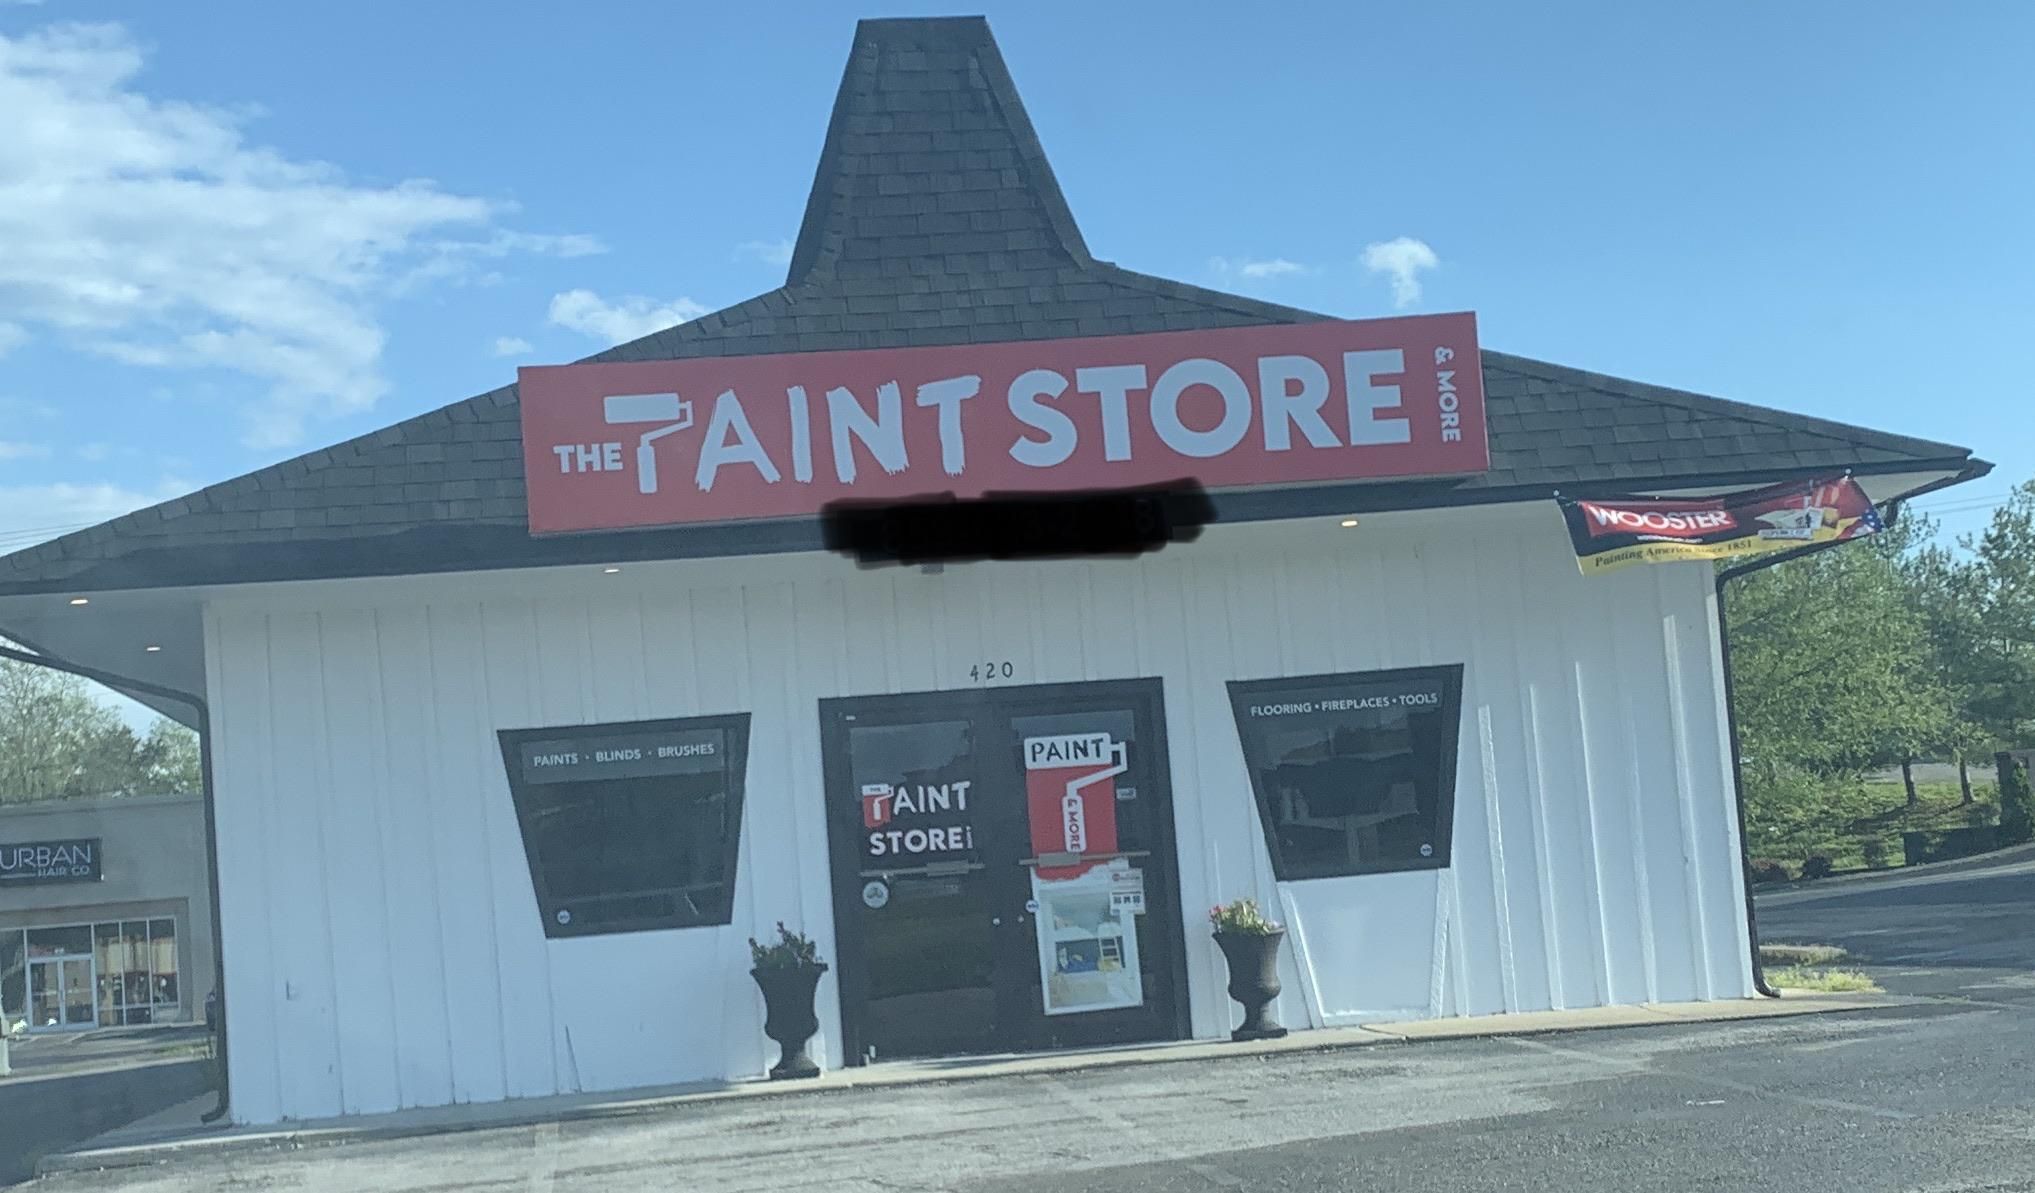 THE PAINT STORE & MORE
WOOSTER
Painting America Since 1851
420
PAINTS · BLINDS · BRUSHES
FLOORING • FIREPLACES • TOOLS
THE PAINT
STORE
PAINT
& MORE
URBAN
HAIR CO.